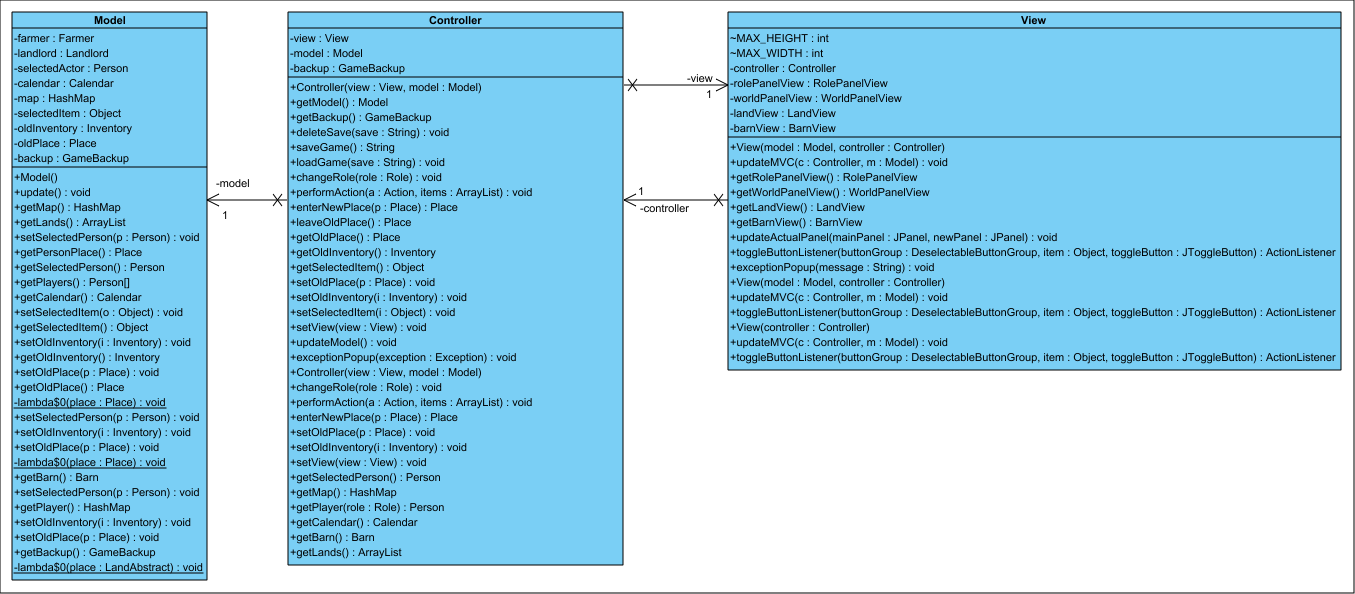 Model
-farmer : Farmer
-landlord : Landlord
-selectedActor : Person
-calendar : Calendar
-map : HashMap
-selectedItem : Object
-oldInventory : Inventory
-oldPlace : Place
-backup : GameBackup
+Model()
+update() : void
+getMap() : HashMap
+getLands() : ArrayList
+setSelectedPerson(p : Person) : void
+getPersonPlace() : Place
+getSelectedPerson() : Person
+getPlayers() : Person[]
+getCalendar() : Calendar
+setSelectedItem(o : Object) : void
+getSelectedItem() : Object
+setOldInventory(i : Inventory) : void
+getOldInventory() : Inventory
+setOldPlace(p : Place) : void
+getOldPlace() : Place
-lambda$0(place : Place) : void
+setSelectedPerson(p : Person) : void
+setOldInventory(i : Inventory) : void
+setOldPlace(p : Place) : void
-lambda$0(place : Place) : void
+getBarn() : Barn
+setSelectedPerson(p : Person) : void
+getPlayer() : HashMap
+setOldInventory(i : Inventory) : void
+setOldPlace(p : Place) : void
+getBackup() : GameBackup
-lambda$0(place : LandAbstract) : void
-model
1
Controller
-view : View
-model : Model
-backup : GameBackup
+Controller(view : View, model : Model)
+getModel() : Model
+getBackup() : GameBackup
+deleteSave(save : String) : void
+saveGame() : String
+loadGame(save : String) : void
+changeRole(role : Role) : void
+performAction(a : Action, items : ArrayList) : void
+enterNewPlace(p : Place) : Place
+leaveOldPlace() : Place
+getOldPlace() : Place
+getOldInventory() : Inventory
+getSelectedItem() : Object
+setOldPlace(p : Place) : void
+setOldInventory(i : Inventory) : void
+setSelectedItem(i : Object) : void
+setView(view : View) : void
+updateModel() : void
+exceptionPopup(exception : Exception) : void
+Controller(view : View, model : Model)
+changeRole(role : Role) : void
+performAction(a : Action, items : ArrayList) : void
+enterNewPlace(p : Place) : Place
+setOldPlace(p : Place) : void
+setOldInventory(i : Inventory) : void
+setView(view : View) : void
+getSelectedPerson() : Person
+getMap() : HashMap
+getPlayer(role : Role) : Person
+getCalendar() : Calendar
+getBarn() : Barn
+getLands() : ArrayList
-view
1
1
-controller
View
~MAX_HEIGHT : int
~MAX_WIDTH : int
-controller : Controller
-rolePanelView : RolePanelView
-worldPanelView : WorldPanelView
-landView : LandView
-barnView : BarnView
+View(model : Model, controller : Controller)
+updateMVC(c : Controller, m : Model) : void
+getRolePanelView() : RolePanelView
+getWorldPanelView() : WorldPanelView
+getLandView() : LandView
+getBarnView() : BarnView
+updateActualPanel(mainPanel : JPanel, newPanel : JPanel) : void
+toggleButtonListener(buttonGroup : DeselectableButtonGroup, item : Object, toggleButton : JToggleButton) : ActionListener
+exceptionPopup(message : String) : void
+View(model : Model, controller : Controller)
+updateMVC(c : Controller, m : Model) : void
+toggleButtonListener(buttonGroup : DeselectableButtonGroup, item : Object, toggleButton : JToggleButton) : ActionListener
+View(controller : Controller)
+updateMVC(c : Controller, m : Model) : void
+toggleButtonListener(buttonGroup : DeselectableButtonGroup, item : Object, toggleButton : JToggleButton) : ActionListener